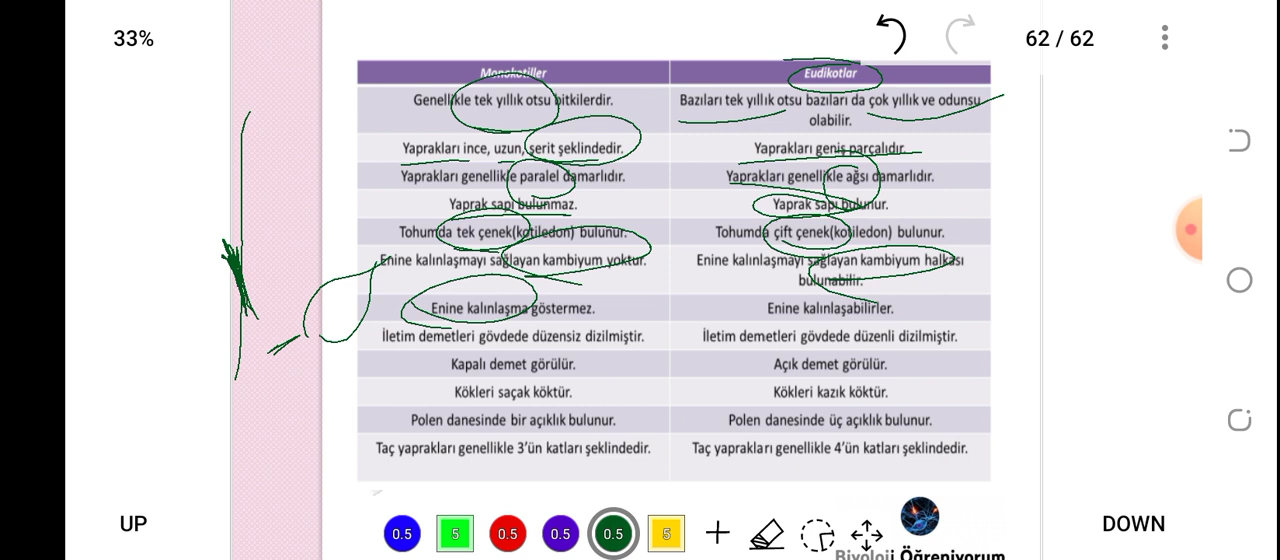 33%
62 / 62
Monokotiller Eudikotlar
Genellikle tek yıllık otsu bitkilerdir. Bazıları tek yıllık otsu bazıları da çok yıllık ve odunsu
olabilir.
Yaprakları ince, uzun, şerit şeklindedir. Yaprakları geniş parçalıdır.
Yaprakları genellikle paralel damarlıdır. Yaprakları genellikle ağsı damarlıdır.
Yaprak sapı bulunmaz. Yaprak sapı bulunur.
Tohumda tek çenek(kotiledon) bulunur. Tohumda çift çenek(kotiledon) bulunur.
Enine kalınlaşmayı sağlayan kambiyum yoktur. Enine kalınlaşmayı sağlayan kambiyum halkası
bulunabilir.
Enine kalınlaşma göstermez. Enine kalınlaşabilirler.
İletim demetleri gövdede düzensiz dizilmiştir. İletim demetleri gövdede düzenli dizilmiştir.
Kapalı demet görülür. Açık demet görülür.
Kökleri saçak köktür. Kökleri kazık köktür.
Polen danesinde bir açıklık bulunur. Polen danesinde üç açıklık bulunur.
Taç yaprakları genellikle 3'ün katları şeklindedir. Taç yaprakları genellikle 4'ün katları şeklindedir.
UP
0.5 5 0.5 0.5 0.5 5
DOWN
Biyoloji Öğreniyorum